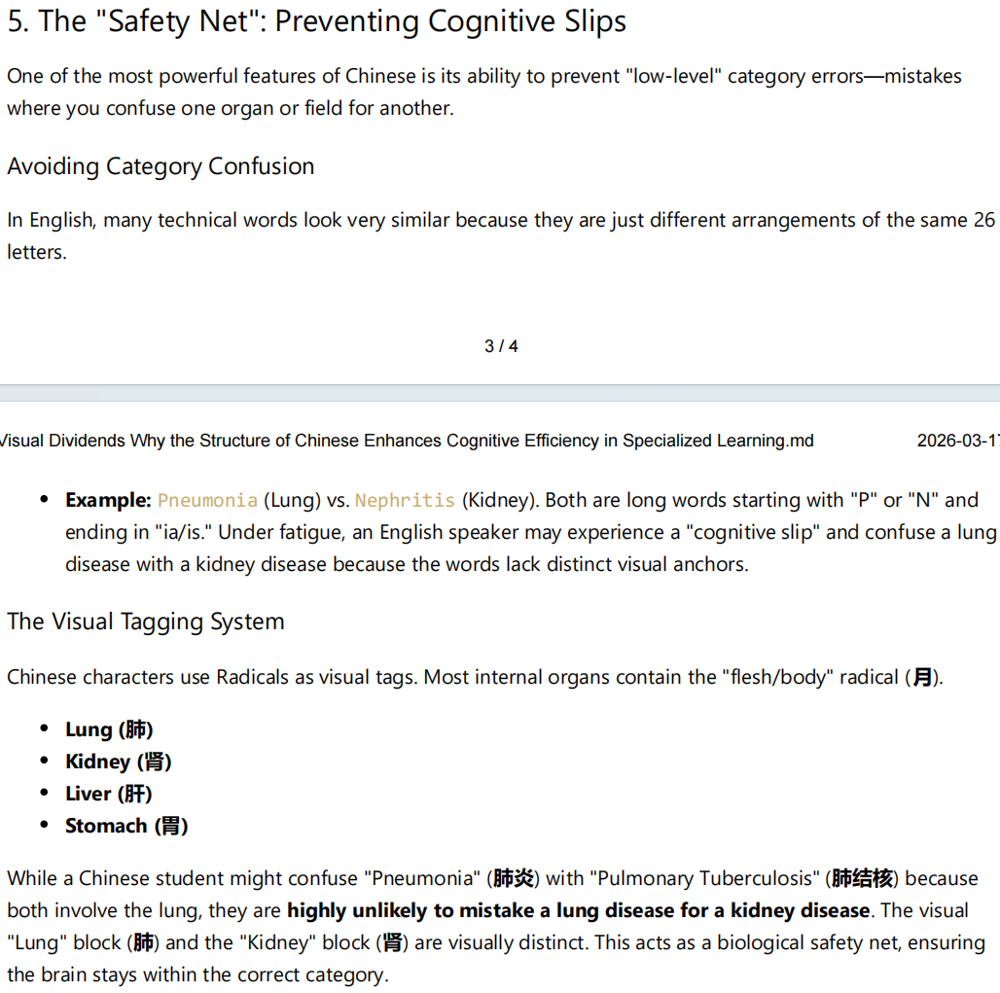 5. The "Safety Net": Preventing Cognitive Slips
One of the most powerful features of Chinese is its ability to prevent "low-level" category errors—mistakes
where you confuse one organ or field for another.
Avoiding Category Confusion
In English, many technical words look very similar because they are just different arrangements of the same 26
letters.
3 / 4
Visual Dividends Why the Structure of Chinese Enhances Cognitive Efficiency in Specialized Learning.md 2026-03-17
• Example: Pneumonia (Lung) vs. Nephritis (Kidney). Both are long words starting with "P" or "N" and
ending in "ia/is." Under fatigue, an English speaker may experience a "cognitive slip" and confuse a lung
disease with a kidney disease because the words lack distinct visual anchors.
The Visual Tagging System
Chinese characters use Radicals as visual tags. Most internal organs contain the "flesh/body" radical (月).
• Lung (肺)
• Kidney (肾)
• Liver (肝)
• Stomach (胃)
While a Chinese student might confuse "Pneumonia" (肺炎) with "Pulmonary Tuberculosis" (肺结核) because
both involve the lung, they are highly unlikely to mistake a lung disease for a kidney disease. The visual
"Lung" block (肺) and the "Kidney" block (肾) are visually distinct. This acts as a biological safety net, ensuring
the brain stays within the correct category.